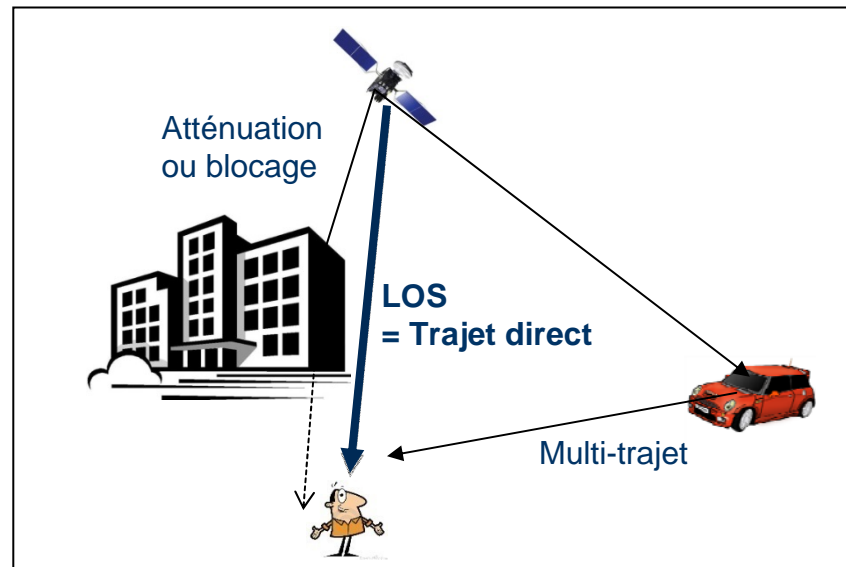 Atténuation
ou blocage
LOS
= Trajet direct
Multi-trajet